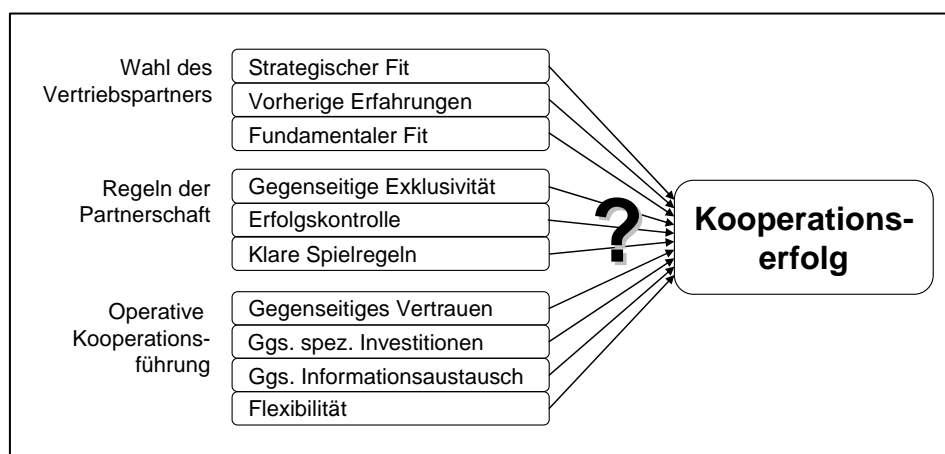 Wahl des
Vertriebspartners
Strategischer Fit
Vorherige Erfahrungen
Fundamentaler Fit
Regeln der
Partnerschaft
Gegenseitige Exklusivität
Erfolgskontrolle
Klare Spielregeln
Operative
Kooperations-
führung
Gegenseitiges Vertrauen
Ggs. spez. Investitionen
Ggs. Informationsaustausch
Flexibilität
?
Kooperations-
erfolg